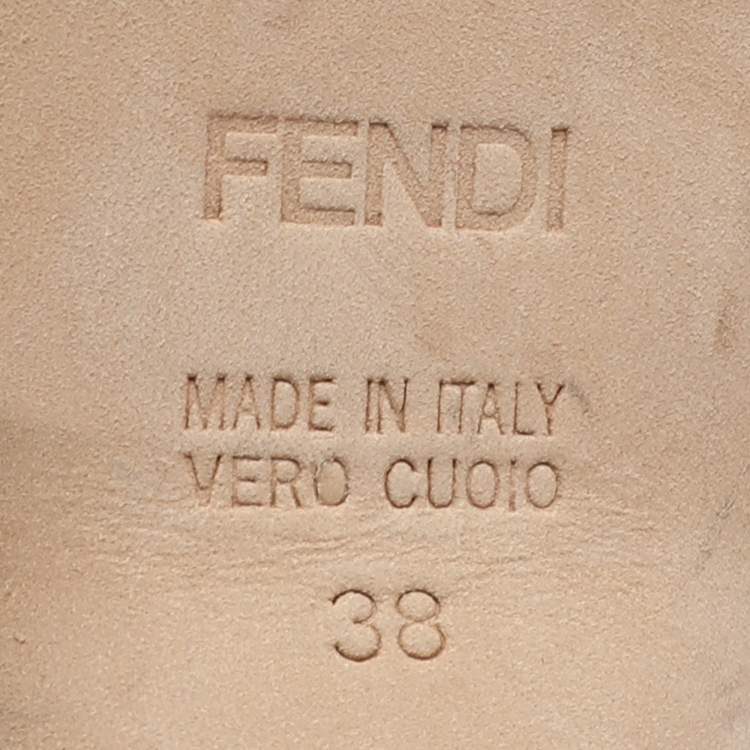 FENDI
MADE IN ITALY
VERO CUOIO
38